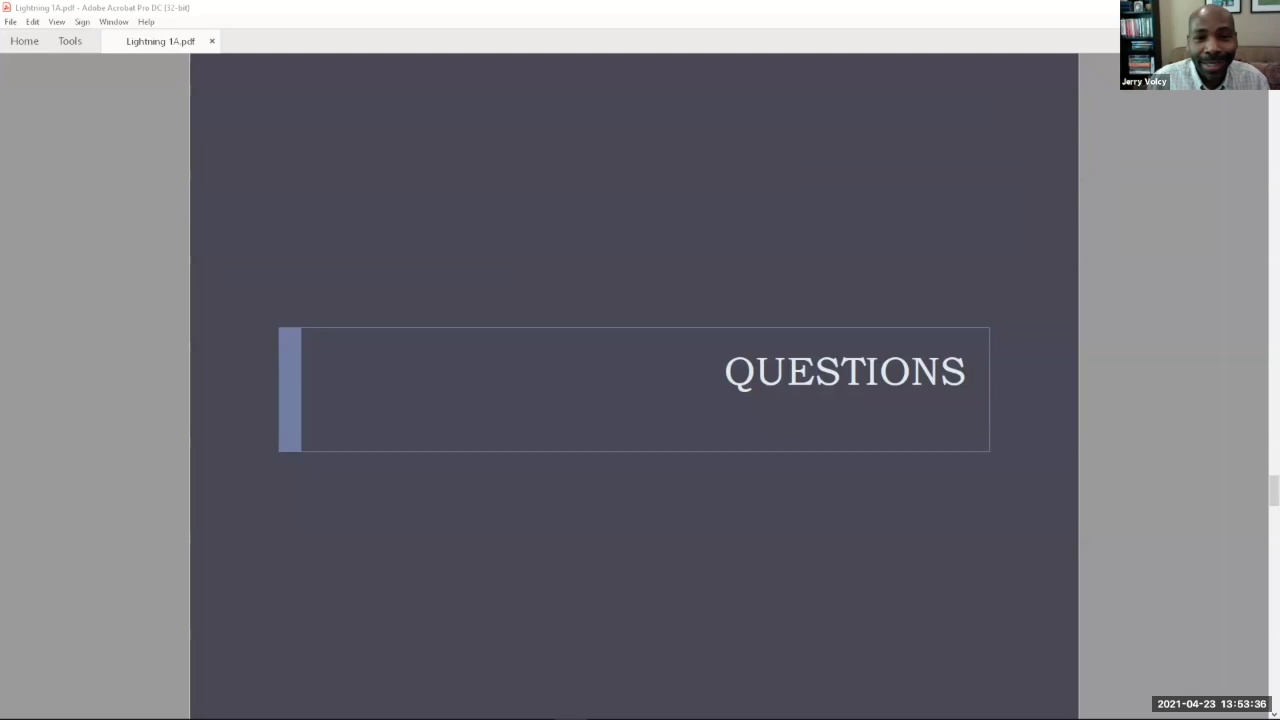 Lightning 1A.pdf - Adobe Acrobat Pro DC (32-bit)
File Edit View Sign Window Help
Home Tools Lightning 1A.pdf ×
Jerry Volcy
QUESTIONS
2021-04-23 13:53:36